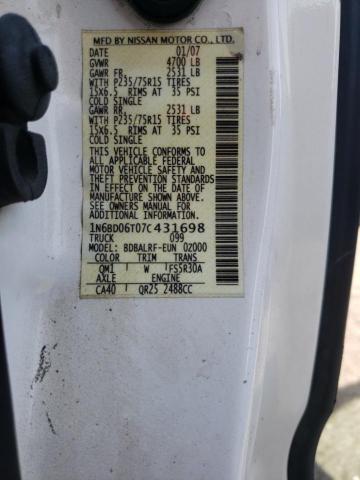 MFD BY NISSAN MOTOR CO., LTD.
DATE 01/07
GVWR 4700 LB
GAWR FR. 2531 LB
WITH P235/75R15 TIRES
15X6.5 RIMS AT 35 PSI
COLD SINGLE
GAWR RR. 2531 LB
WITH P235/75R15 TIRES
15X6.5 RIMS AT 35 PSI
COLD SINGLE
THIS VEHICLE CONFORMS TO ALL
APPLICABLE FEDERAL MOTOR
VEHICLE SAFETY STANDARDS IN
EFFECT ON THE DATE OF
MANUFACTURE SHOWN ABOVE.
SEE OWNERS MANUAL FOR
ADDITIONAL INFORMATION.
1N6BD06T07C431698
TRUCK 099
MODEL: BDBALRF-EUN 02000
COLOR TRIM TRANS
QM1 W FS5R30A
AXLE ENGINE
CA40 QR25 2488CC